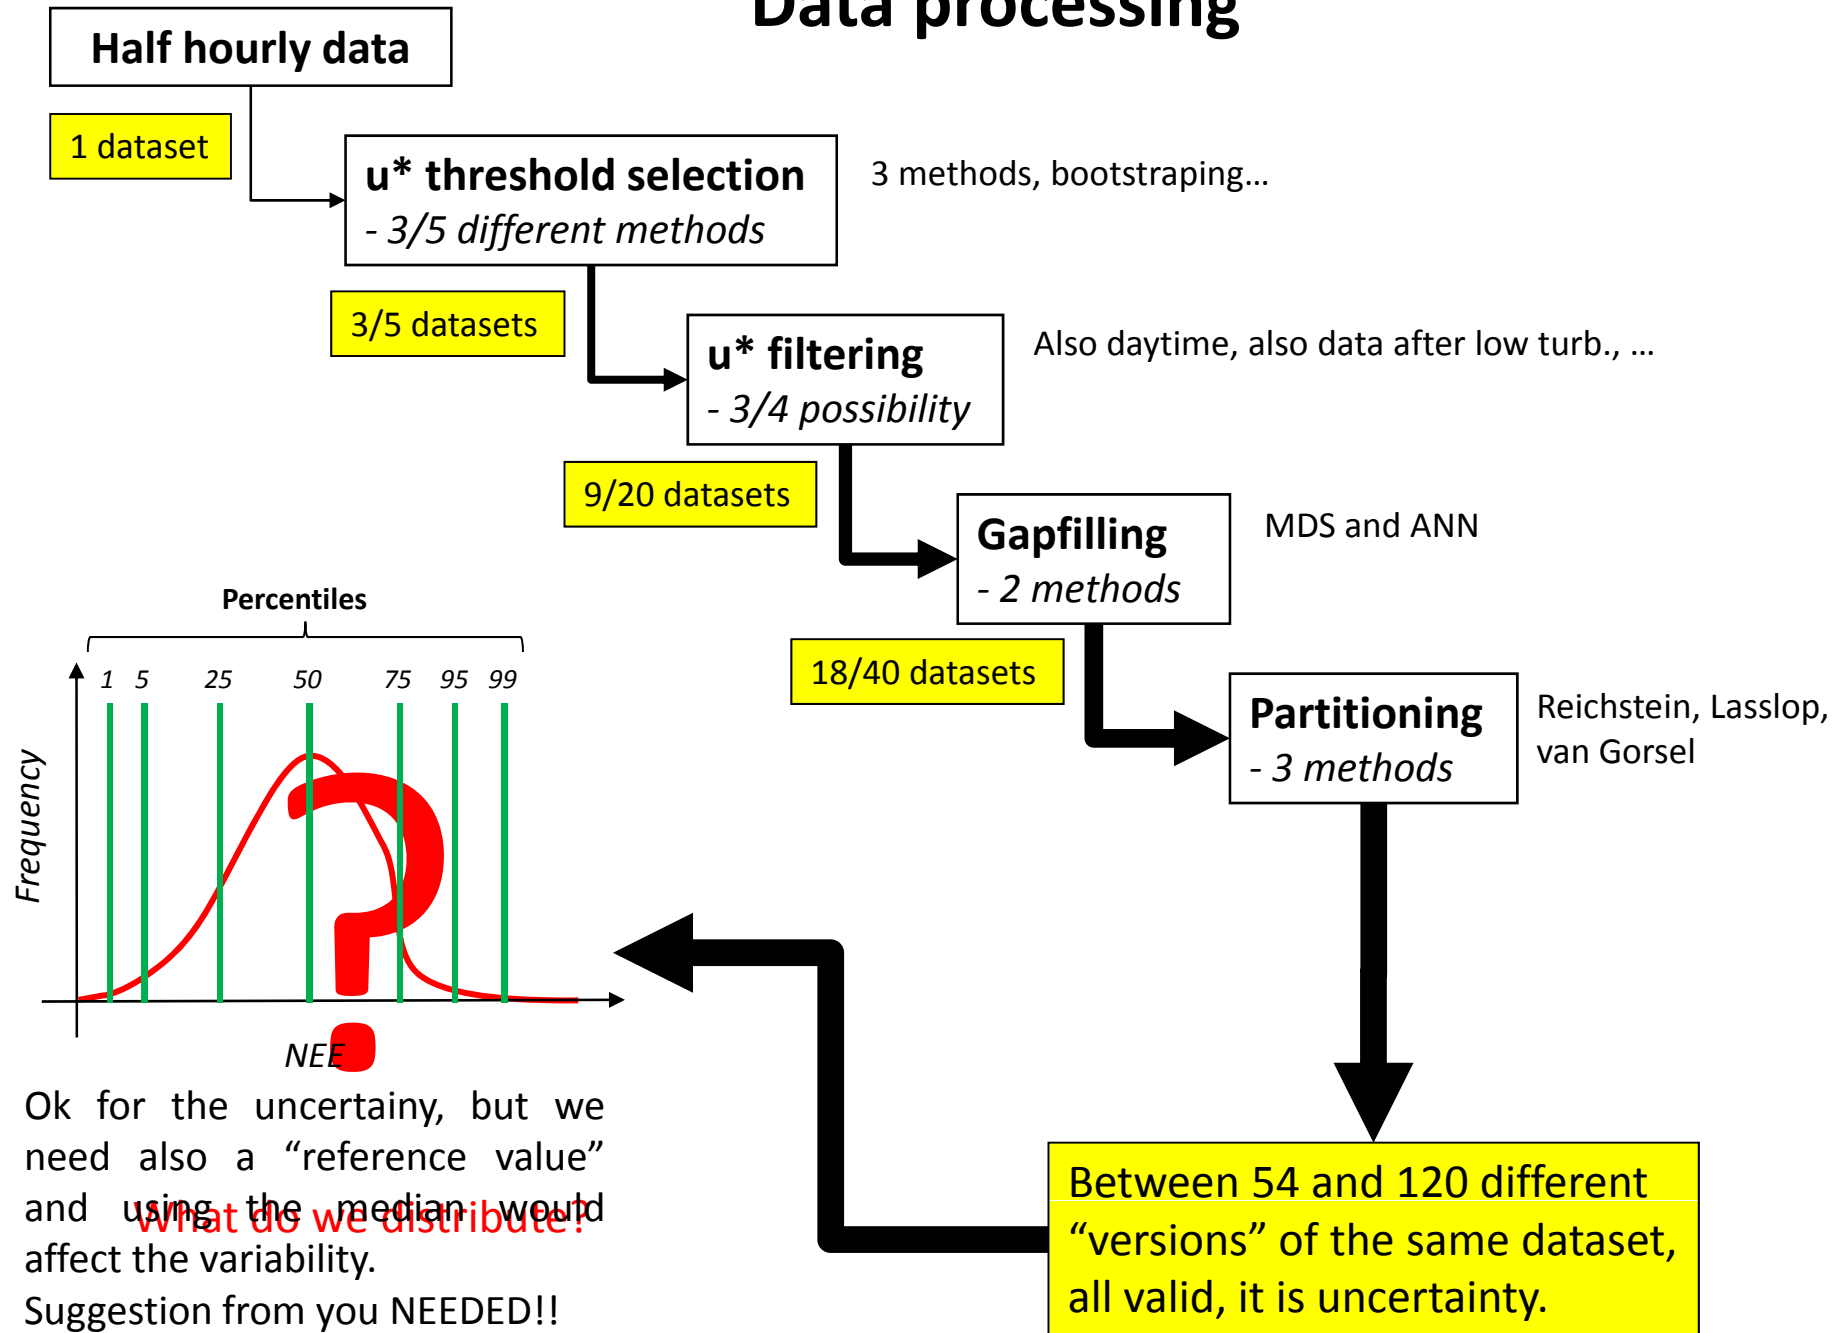 Data processing
Half hourly data
1 dataset
u* threshold selection
- 3/5 different methods
3 methods, bootstraping…
3/5 datasets
u* filtering
- 3/4 possibility
Also daytime, also data after low turb., …
9/20 datasets
Gapfilling
- 2 methods
MDS and ANN
18/40 datasets
Partitioning
- 3 methods
Reichstein, Lasslop,
van Gorsel
Percentiles
1 5 25 50 75 95 99
Frequency
?
NEE
Ok for the uncertainy, but we
need also a “reference value”
and using the median would
What do we distribute?
affect the variability.
Suggestion from you NEEDED!!
Between 54 and 120 different
“versions” of the same dataset,
all valid, it is uncertainty.